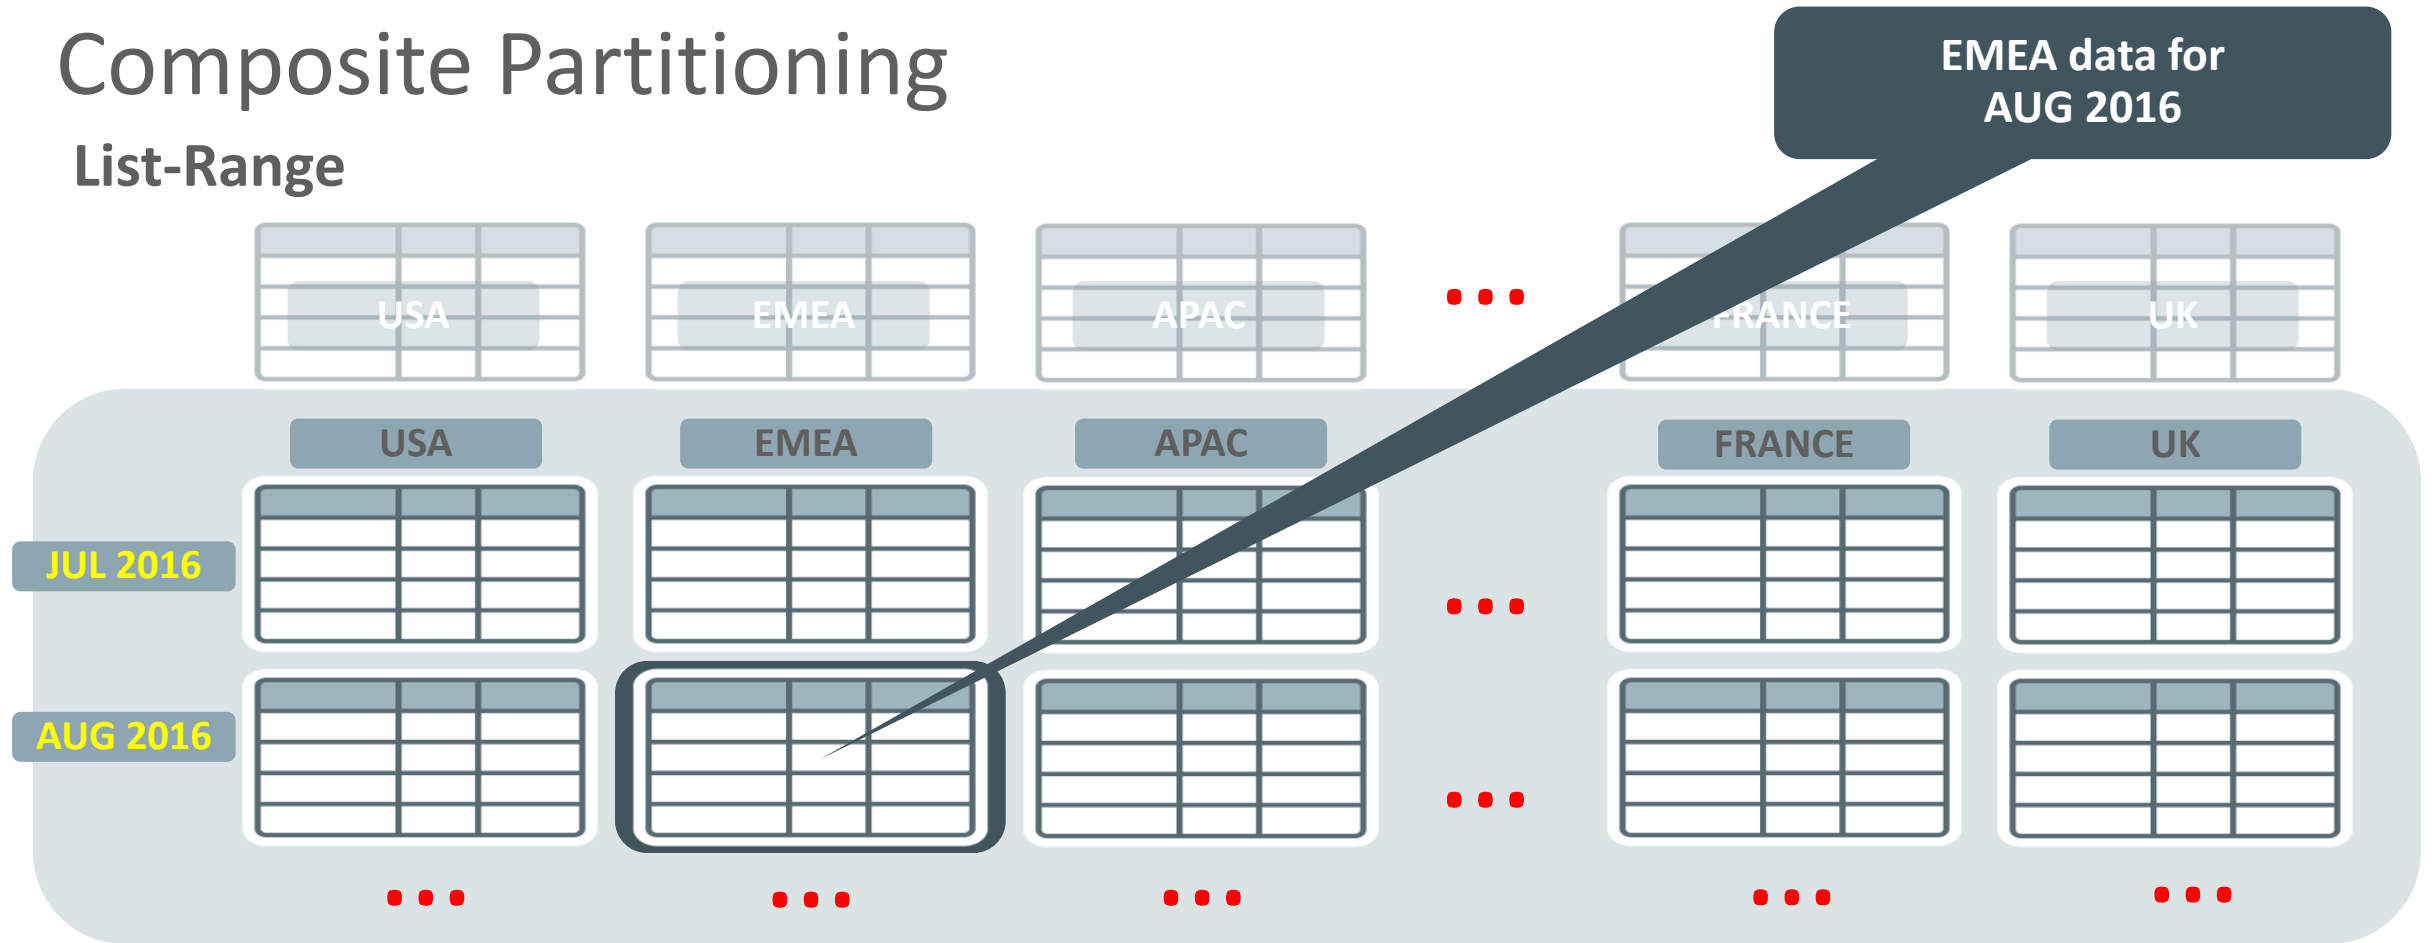 Composite Partitioning
List-Range
EMEA data for
AUG 2016
USA
EMEA
APAC
...
FRANCE
UK
USA
EMEA
APAC
FRANCE
UK
JUL 2016
...
AUG 2016
...
...
...
...
...
...